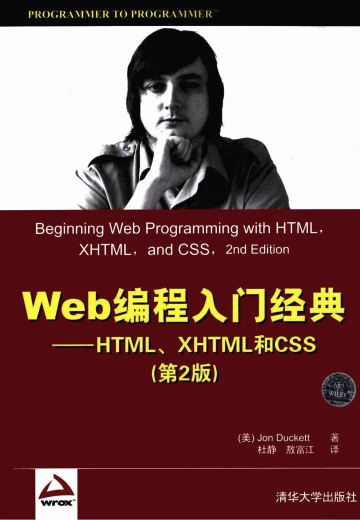 PROGRAMMER TO PROGRAMMER™
Beginning Web Programming with HTML,
XHTML, and CSS, 2nd Edition
Web编程入门经典
——HTML、XHTML和CSS
(第2版)
WILEY
(美) Jon Duckett 著
杜静 敖富江 译
wrox™
清华大学出版社